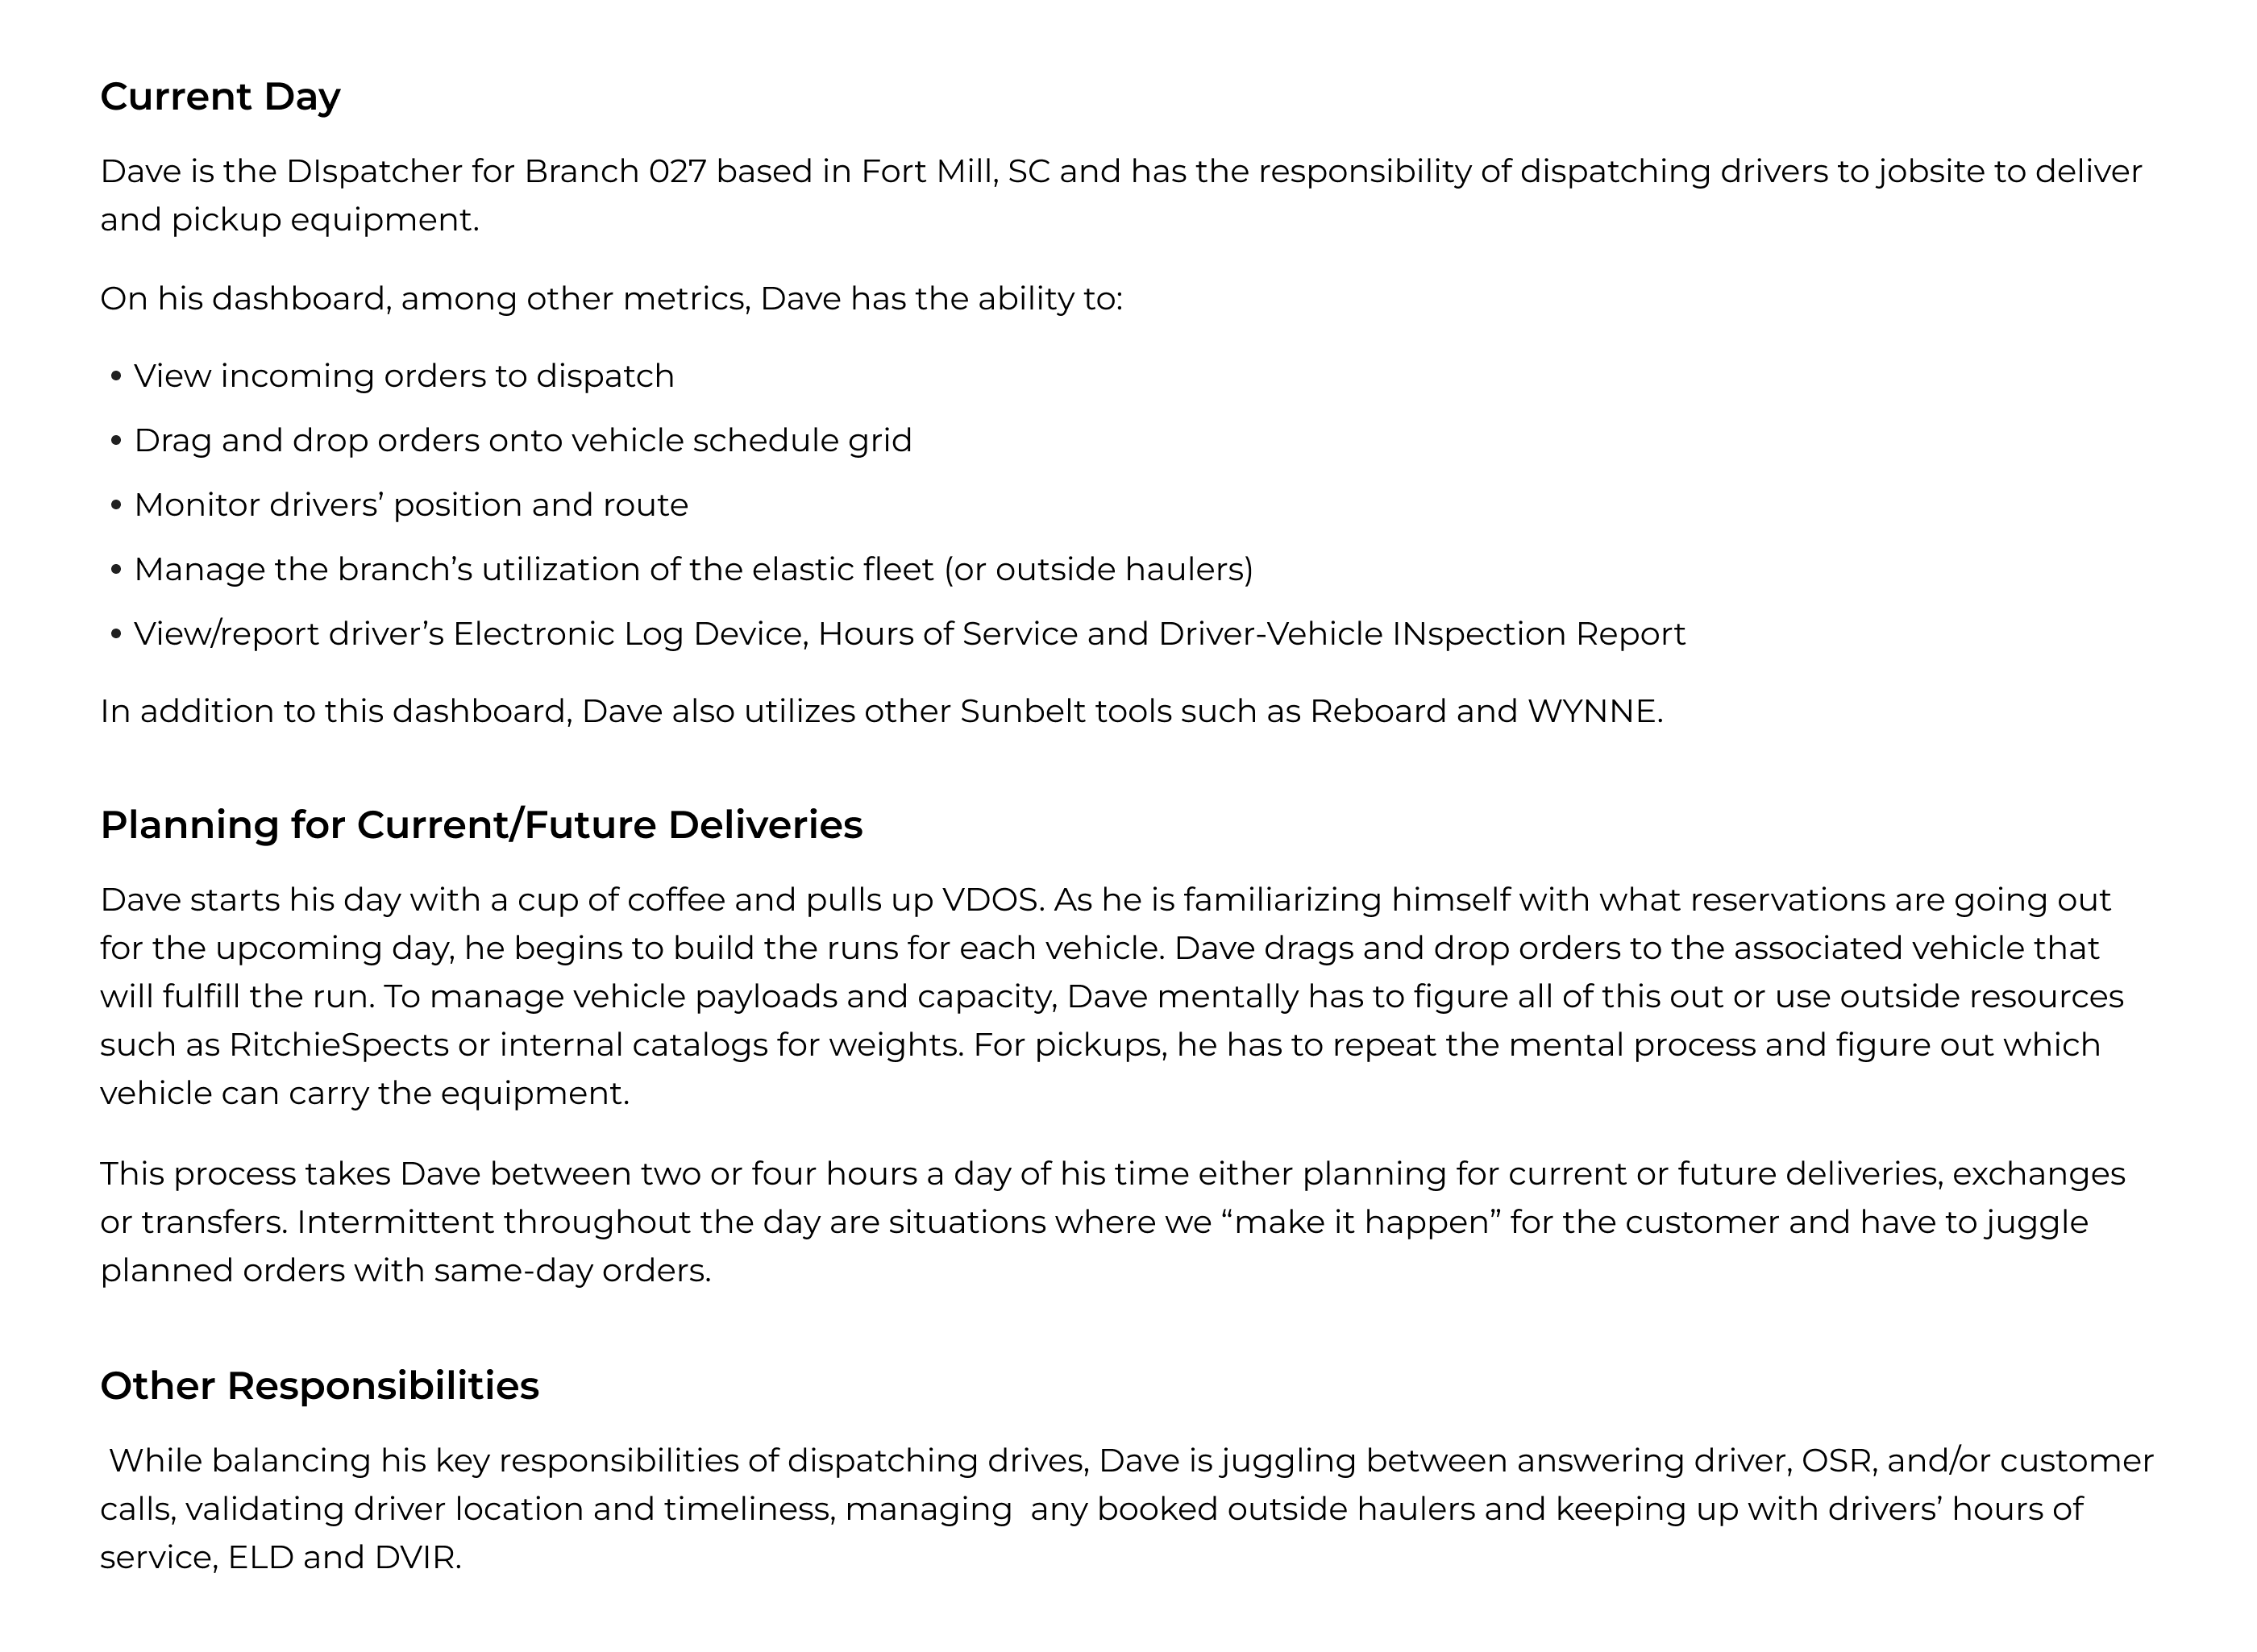 Current Day
Dave is the DIspatcher for Branch 027 based in Fort Mill, SC and has the responsibility of dispatching drivers to jobsite to deliver
and pickup equipment.
On his dashboard, among other metrics, Dave has the ability to:
• View incoming orders to dispatch
• Drag and drop orders onto vehicle schedule grid
• Monitor drivers’ position and route
• Manage the branch’s utilization of the elastic fleet (or outside haulers)
• View/report driver’s Electronic Log Device, Hours of Service and Driver-Vehicle INspection Report
In addition to this dashboard, Dave also utilizes other Sunbelt tools such as Reboard and WYNNE.
Planning for Current/Future Deliveries
Dave starts his day with a cup of coffee and pulls up VDOS. As he is familiarizing himself with what reservations are going out
for the upcoming day, he begins to build the runs for each vehicle. Dave drags and drop orders to the associated vehicle that
will fulfill the run. To manage vehicle payloads and capacity, Dave mentally has to figure all of this out or use outside resources
such as RitchieSpects or internal catalogs for weights. For pickups, he has to repeat the mental process and figure out which
vehicle can carry the equipment.
This process takes Dave between two or four hours a day of his time either planning for current or future deliveries, exchanges
or transfers. Intermittent throughout the day are situations where we “make it happen” for the customer and have to juggle
planned orders with same-day orders.
Other Responsibilities
While balancing his key responsibilities of dispatching drives, Dave is juggling between answering driver, OSR, and/or customer
calls, validating driver location and timeliness, managing  any booked outside haulers and keeping up with drivers’ hours of
service, ELD and DVIR.